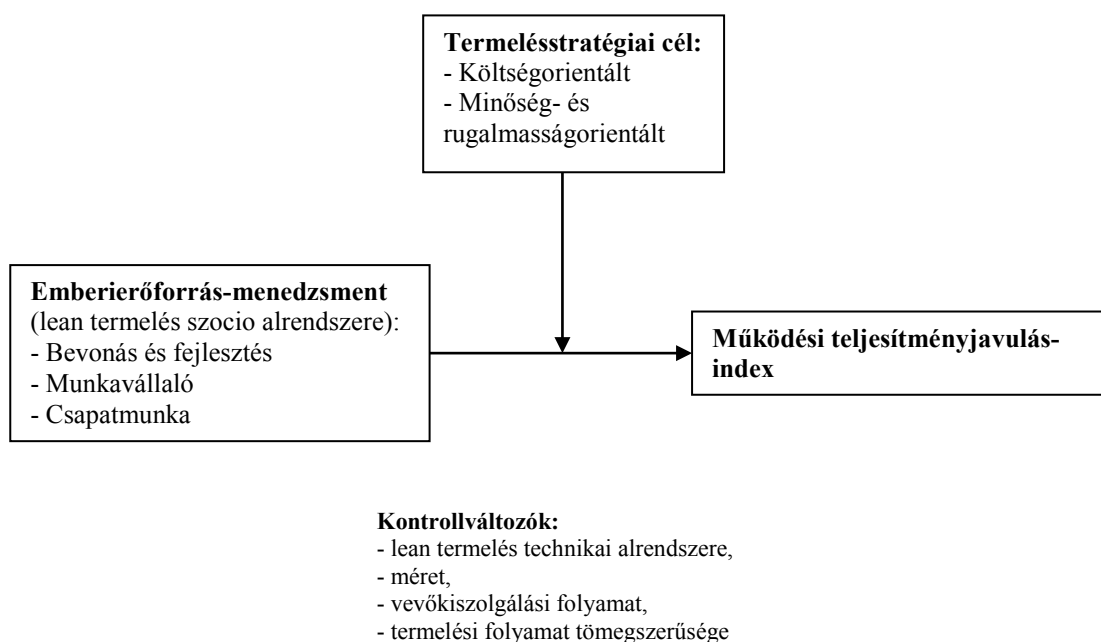 Termelésstratégiai cél:
- Költségorientált
- Minőség- és
rugalmasságorientált
Emberierőforrás-menedzsment
(lean termelés szocio alrendszere):
- Bevonás és fejlesztés
- Munkavállaló
- Csapatmunka
Működési teljesítményjavulás-
index
Kontrollváltozók:
- lean termelés technikai alrendszere,
- méret,
- vevőkiszolgálási folyamat,
- termelési folyamat tömegszerűsége